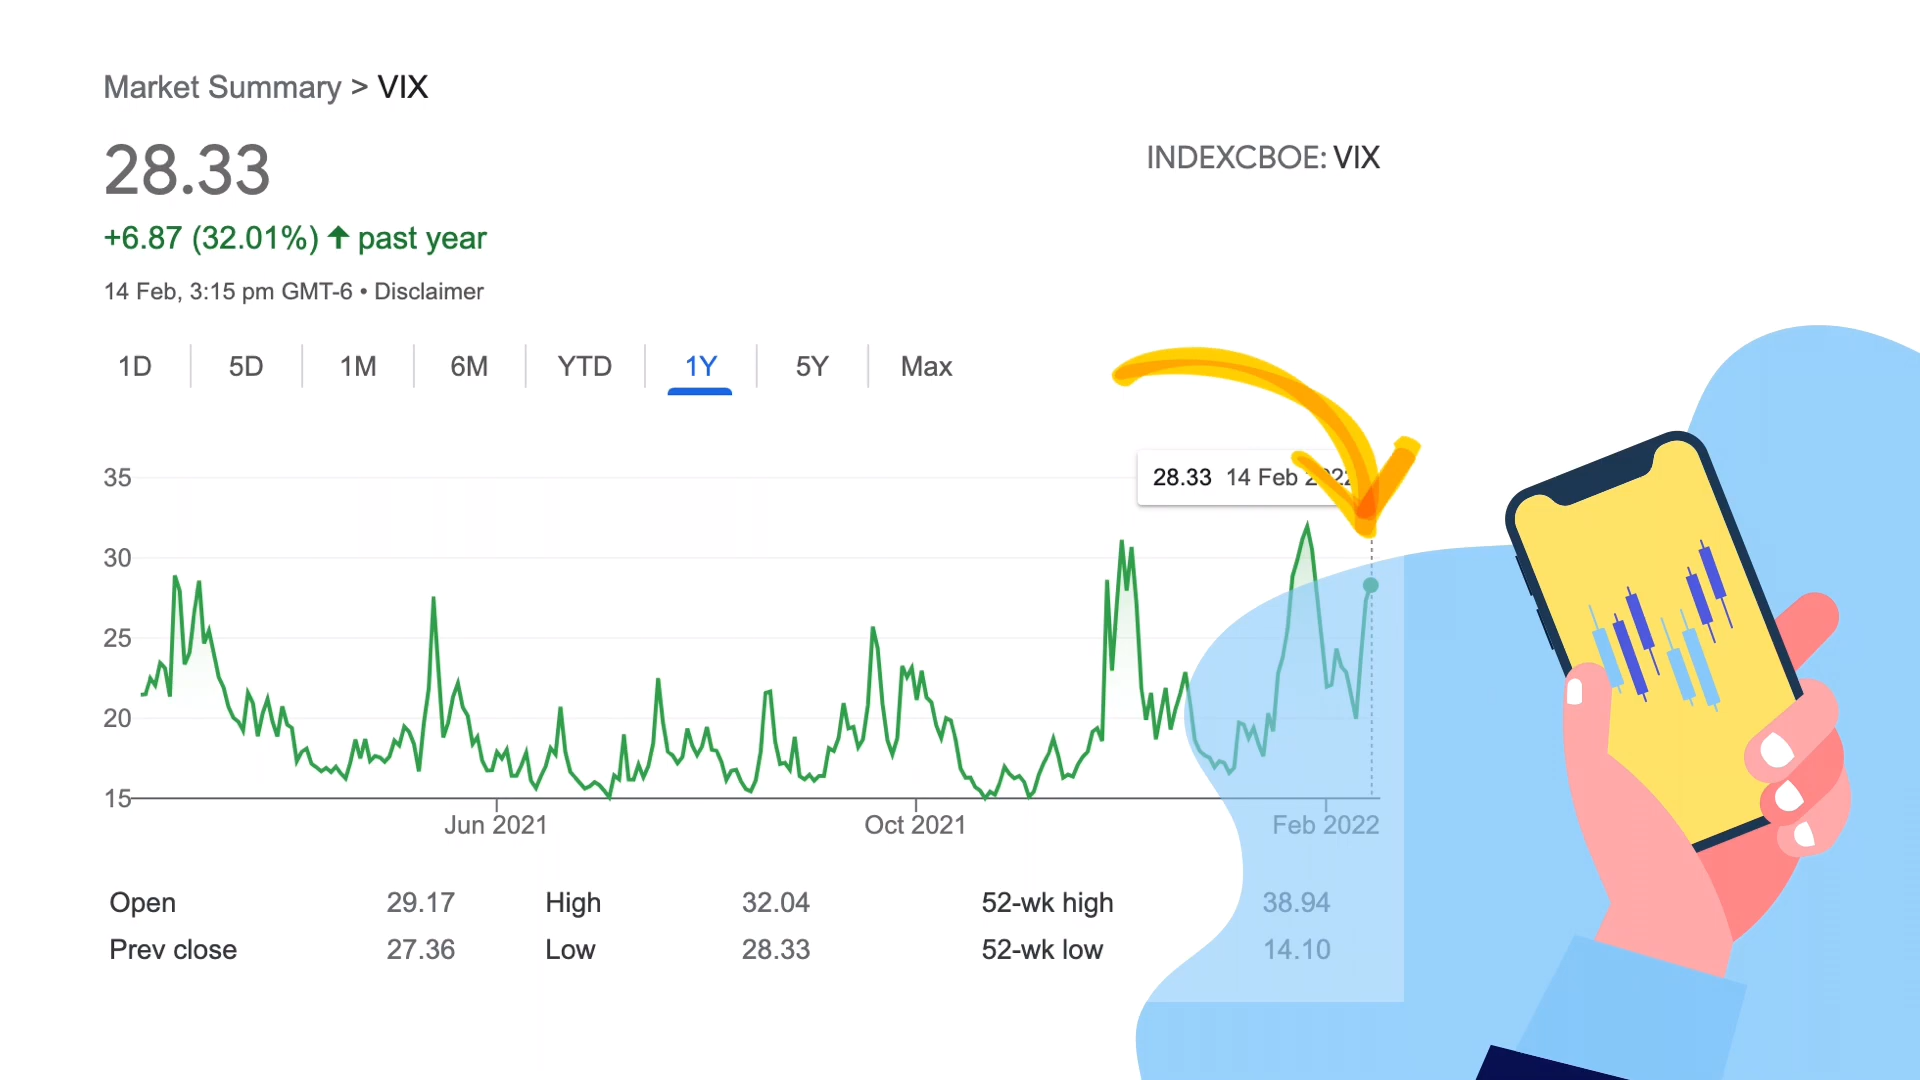 Market Summary > VIX
28.33
INDEXCBOE: VIX
+6.87 (32.01%) ↑ past year
14 Feb, 3:15 pm GMT-6 • Disclaimer
1D 5D 1M 6M YTD 1Y 5Y Max
28.33 14 Feb 2022
35
30
25
20
15
Jun 2021 Oct 2021 Feb 2022
Open 29.17 High 32.04 52-wk high 38.94
Prev close 27.36 Low 28.33 52-wk low 14.10